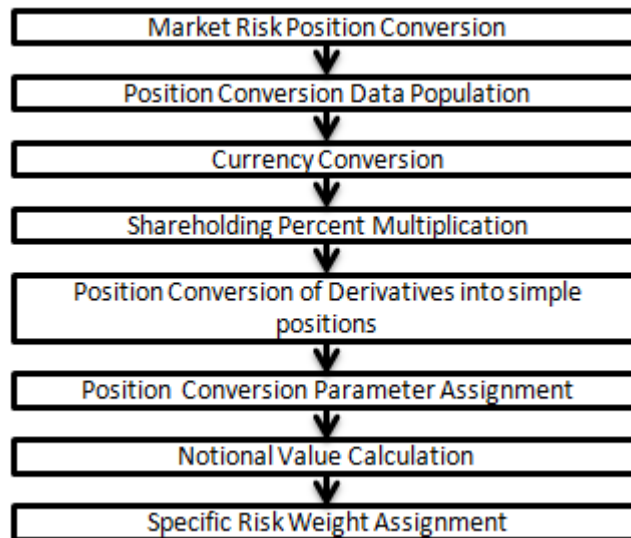 Market Risk Position Conversion
Position Conversion Data Population
Currency Conversion
Shareholding Percent Multiplication
Position Conversion of Derivatives into simple
positions
Position Conversion Parameter Assignment
Notional Value Calculation
Specific Risk Weight Assignment